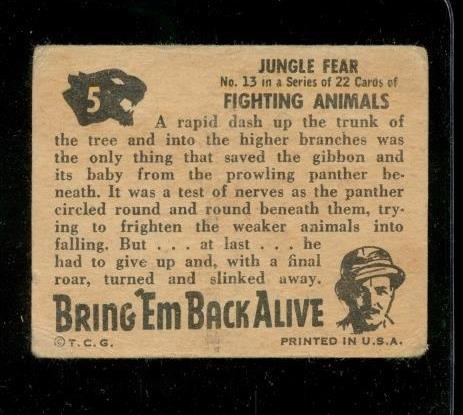 5
JUNGLE FEAR
No. 13 in a Series of 22 Cards of
FIGHTING ANIMALS
A rapid dash up the trunk of
the tree and into the higher branches was
the only thing that saved the gibbon and
its baby from the prowling panther be-
neath. It was a test of nerves as the panther
circled round and round beneath them, try-
ing to frighten the weaker animals into
falling. But . . . at last . . . he
had to give up and, with a final
roar, turned and slinked away.
BRING 'EM BACK ALIVE
© T. C. G.
PRINTED IN U.S.A.